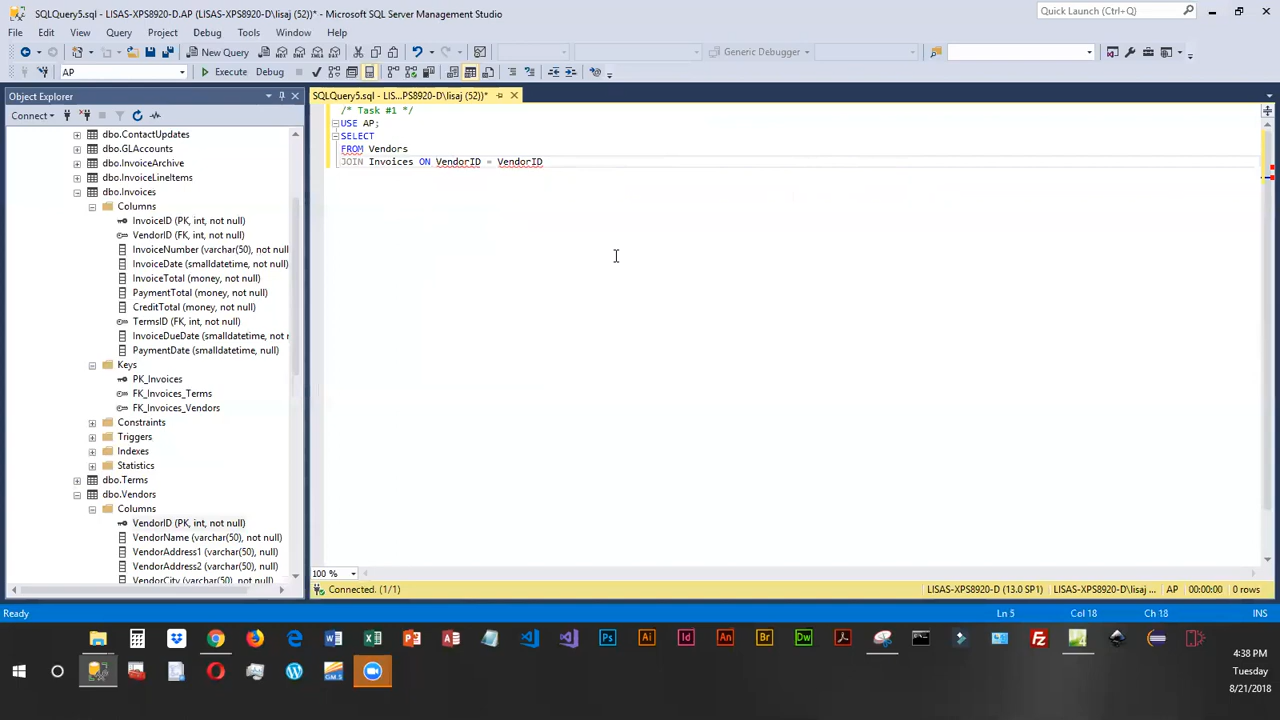 SQLQuery5.sql - LISAS-XPS8920-D.AP (LISAS-XPS8920-D\lisaj (52))* - Microsoft SQL Server Management Studio
Quick Launch (Ctrl+Q)
File Edit View Query Project Debug Tools Window Help
New Query
Generic Debugger
AP
Execute Debug
Object Explorer
SQLQuery5.sql - LIS...PS8920-D\lisaj (52))*
Connect
dbo.ContactUpdates
dbo.GLAccounts
dbo.InvoiceArchive
dbo.InvoiceLineItems
dbo.Invoices
Columns
InvoiceID (PK, int, not null)
VendorID (FK, int, not null)
InvoiceNumber (varchar(50), not null
InvoiceDate (smalldatetime, not null)
InvoiceTotal (money, not null)
PaymentTotal (money, not null)
CreditTotal (money, not null)
TermsID (FK, int, not null)
InvoiceDueDate (smalldatetime, not r
PaymentDate (smalldatetime, null)
Keys
PK_Invoices
FK_Invoices_Terms
FK_Invoices_Vendors
Constraints
Triggers
Indexes
Statistics
dbo.Terms
dbo.Vendors
Columns
VendorID (PK, int, not null)
VendorName (varchar(50), not null)
VendorAddress1 (varchar(50), null)
VendorAddress2 (varchar(50), null)
VendorCity (varchar(50), not null)
/* Task #1 */
USE AP;
SELECT
FROM Vendors
JOIN Invoices ON VendorID = VendorID
100 %
Connected. (1/1)
LISAS-XPS8920-D (13.0 SP1)
LISAS-XPS8920-D\lisaj ...
AP
00:00:00
0 rows
Ready
Ln 5
Col 18
Ch 18
INS
4:38 PM
Tuesday
8/21/2018